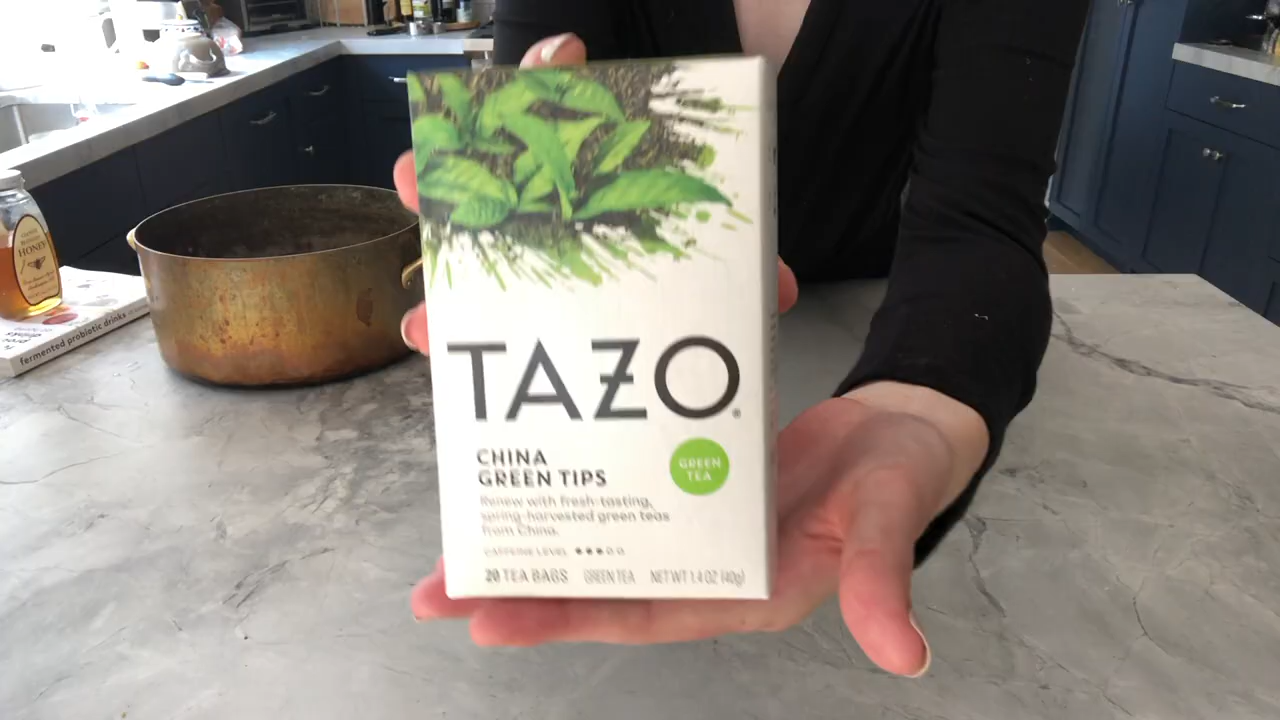 TAZO®
CHINA
GREEN TIPS
GREEN
TEA
Renew with fresh-tasting,
spring-harvested green teas
from China.
CAFFEINE LEVEL
20 TEA BAGS GREEN TEA NET WT 1.4 OZ (40g)
HONEY
fermented probiotic drinks